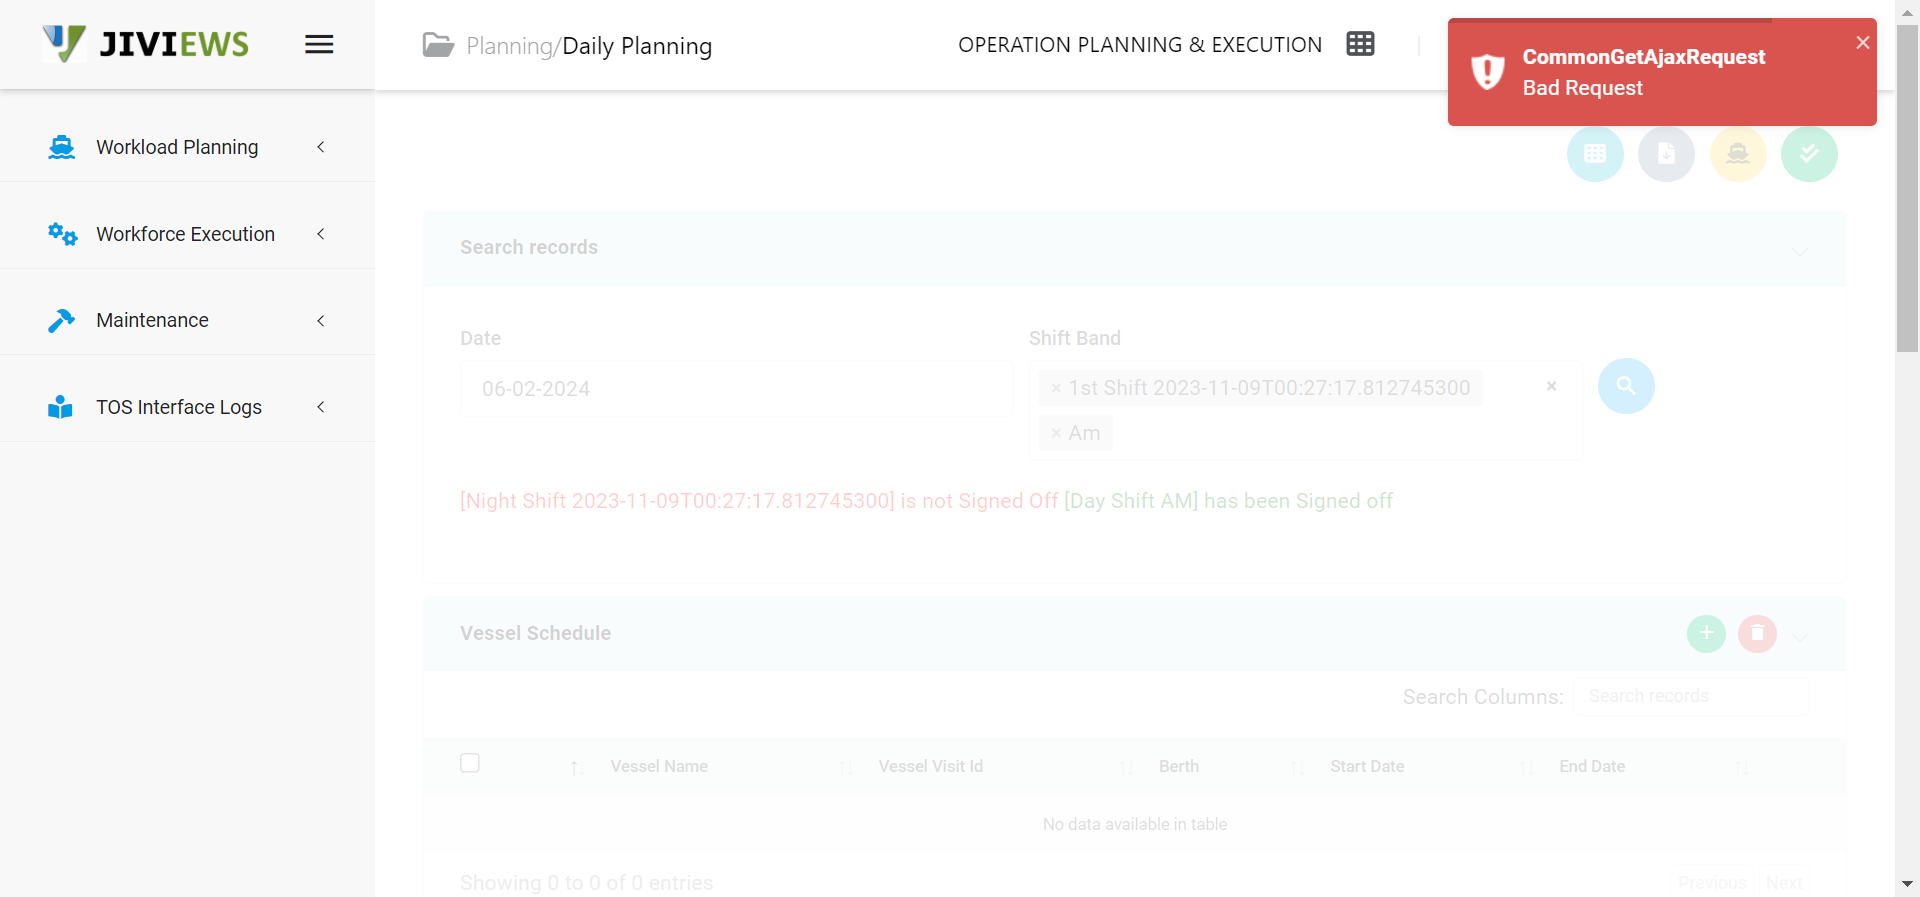 JIVIEWS
Planning/Daily Planning
OPERATION PLANNING & EXECUTION
CommonGetAjaxRequest
Bad Request
Workload Planning
Workforce Execution
Maintenance
TOS Interface Logs
Search records
Date
Shift Band
06-02-2024
× 1st Shift 2023-11-09T00:27:17.812745300
× Am
[Night Shift 2023-11-09T00:27:17.812745300] is not Signed Off [Day Shift AM] has been Signed off
Vessel Schedule
Search Columns: Search records
Vessel Name Vessel Visit Id Berth Start Date End Date
No data available in table
Showing 0 to 0 of 0 entries
Previous Next